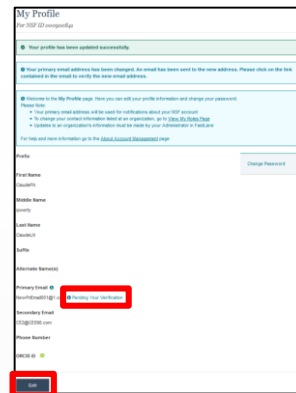 My Profile
For NSF ID
Your profile has been updated successfully.
Your primary email address has been changed. An email has been sent to the new address. Please click on the link
contained in the email to verify the new email address.
Welcome to the My Profile page. Here you can edit your profile information and change your password.
Please Note:
• Your primary email address will be used for notifications about your NSF account
• To change your contact information listed at an organization, go to View My Roles Page
• Updates to an organization's information must be made by your Administrator in FastLane
For help and more information go to the About Account Management page
Prefix
Change Password
First Name
Middle Name
Last Name
Suffix
Alternate Name(s)
Primary Email
Pending Your Verification
Secondary Email
Phone Number
ORCID iD
Edit